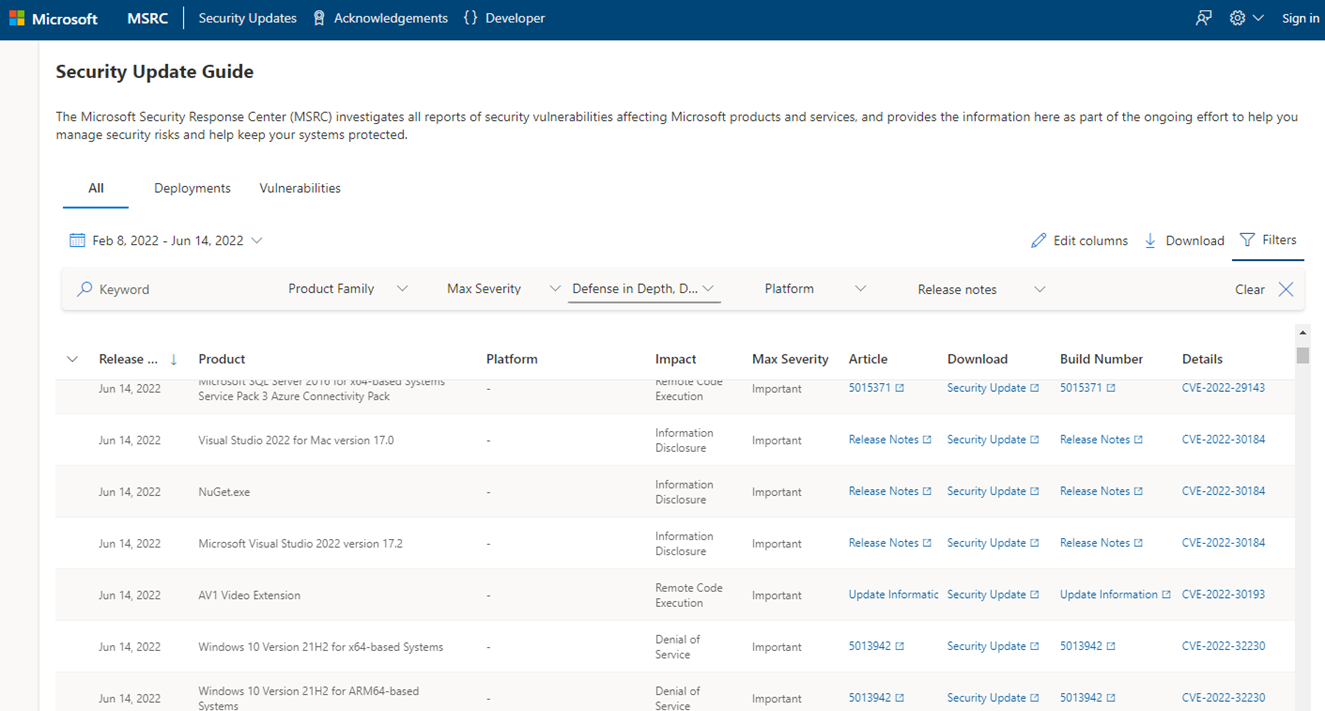 Microsoft MSRC Security Updates Acknowledgements {} Developer Sign in
Security Update Guide
The Microsoft Security Response Center (MSRC) investigates all reports of security vulnerabilities affecting Microsoft products and services, and provides the information here as part of the ongoing effort to help you
manage security risks and help keep your systems protected.
All Deployments Vulnerabilities
Feb 8, 2022 - Jun 14, 2022 Edit columns Download Filters
Keyword Product Family Max Severity Defense in Depth, D... Platform Release notes Clear
Release ... Product Platform Impact Max Severity Article Download Build Number Details
Jun 14, 2022 Microsoft SQL Server 2016 for x64-based Systems - Remote Code Important 5015371 Security Update 5015371 CVE-2022-29143
Service Pack 3 Azure Connectivity Pack Execution
Jun 14, 2022 Visual Studio 2022 for Mac version 17.0 - Information Important Release Notes Security Update Release Notes CVE-2022-30184
Disclosure
Jun 14, 2022 NuGet.exe - Information Important Release Notes Security Update Release Notes CVE-2022-30184
Disclosure
Jun 14, 2022 Microsoft Visual Studio 2022 version 17.2 - Information Important Release Notes Security Update Release Notes CVE-2022-30184
Disclosure
Jun 14, 2022 AV1 Video Extension - Remote Code Important Update Informatic Security Update Update Information CVE-2022-30193
Execution
Jun 14, 2022 Windows 10 Version 21H2 for x64-based Systems - Denial of Important 5013942 Security Update 5013942 CVE-2022-32230
Service
Jun 14, 2022 Windows 10 Version 21H2 for ARM64-based - Denial of Important 5013942 Security Update 5013942 CVE-2022-32230
Systems Service